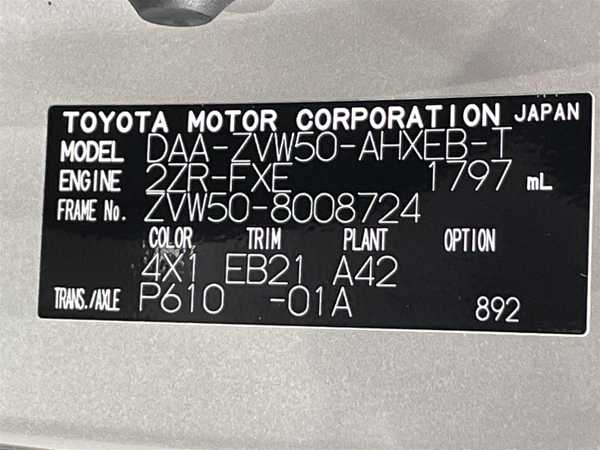 TOYOTA MOTOR CORPORATION JAPAN
MODEL DAA-ZVW50-AHXEB-T
ENGINE 2ZR-FXE 1797 mL
FRAME No. ZVW50-8008724
COLOR TRIM PLANT OPTION
4X1 EB21 A42
TRANS./AXLE P610 -01A 892